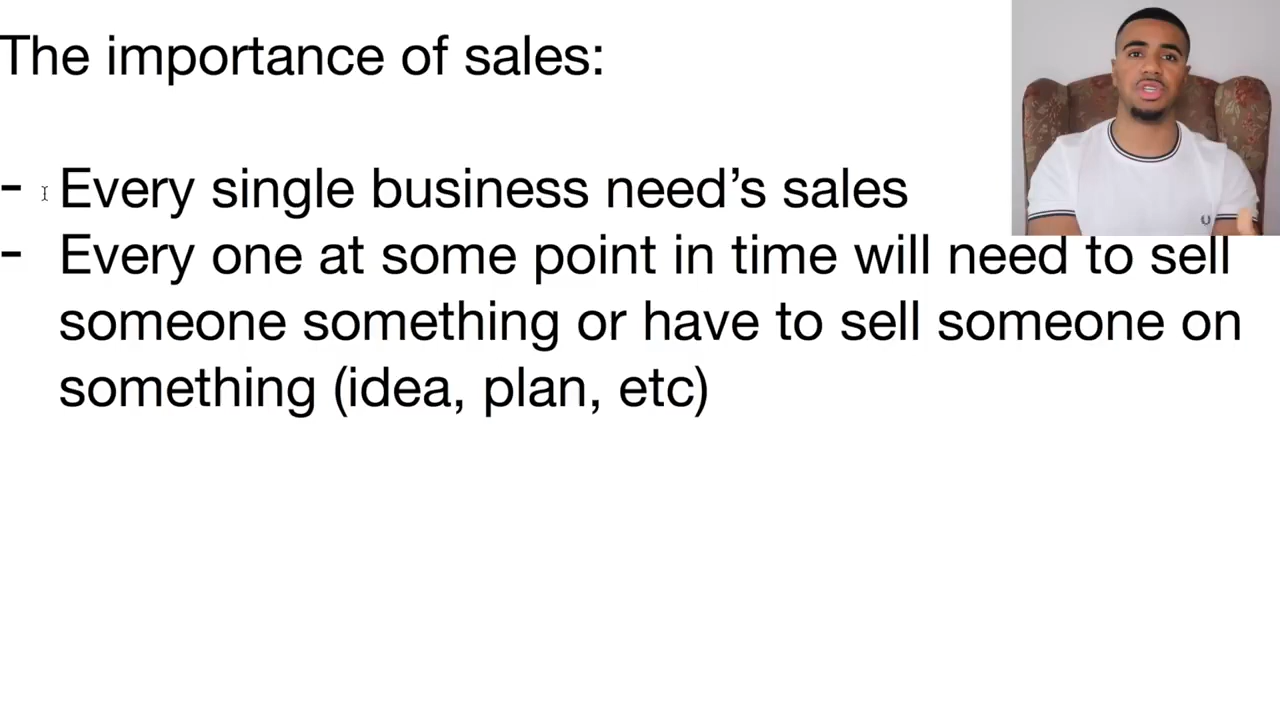 The importance of sales:
- Every single business need’s sales
- Every one at some point in time will need to sell
someone something or have to sell someone on
something (idea, plan, etc)